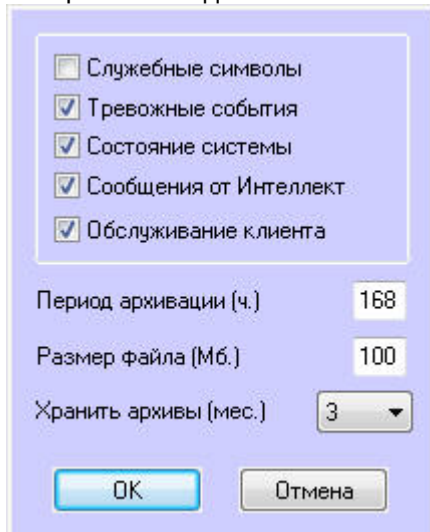 Служебные символы
Тревожные события
Состояние системы
Сообщения от Интеллект
Обслуживание клиента
Период архивации (ч.) 168
Размер файла (Мб.) 100
Хранить архивы (мес.) 3
OK Отмена